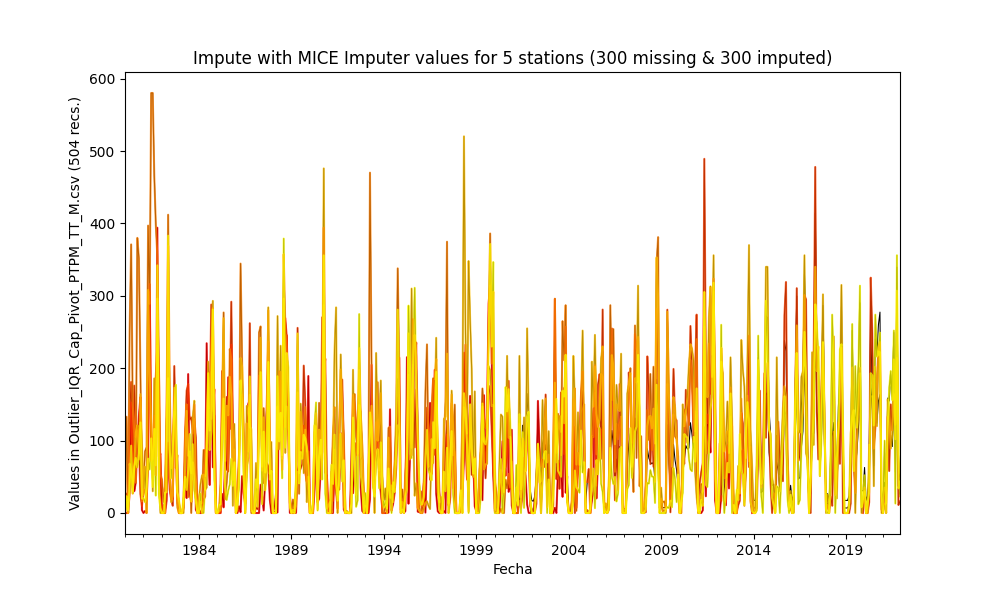 Impute with MICE Imputer values for 5 stations (300 missing & 300 imputed)
Values in Outlier_IQR_Cap_Pivot_PTPM_TT_M.csv (504 recs.)
600
500
400
300
200
100
0
1984 1989 1994 1999 2004 2009 2014 2019
Fecha